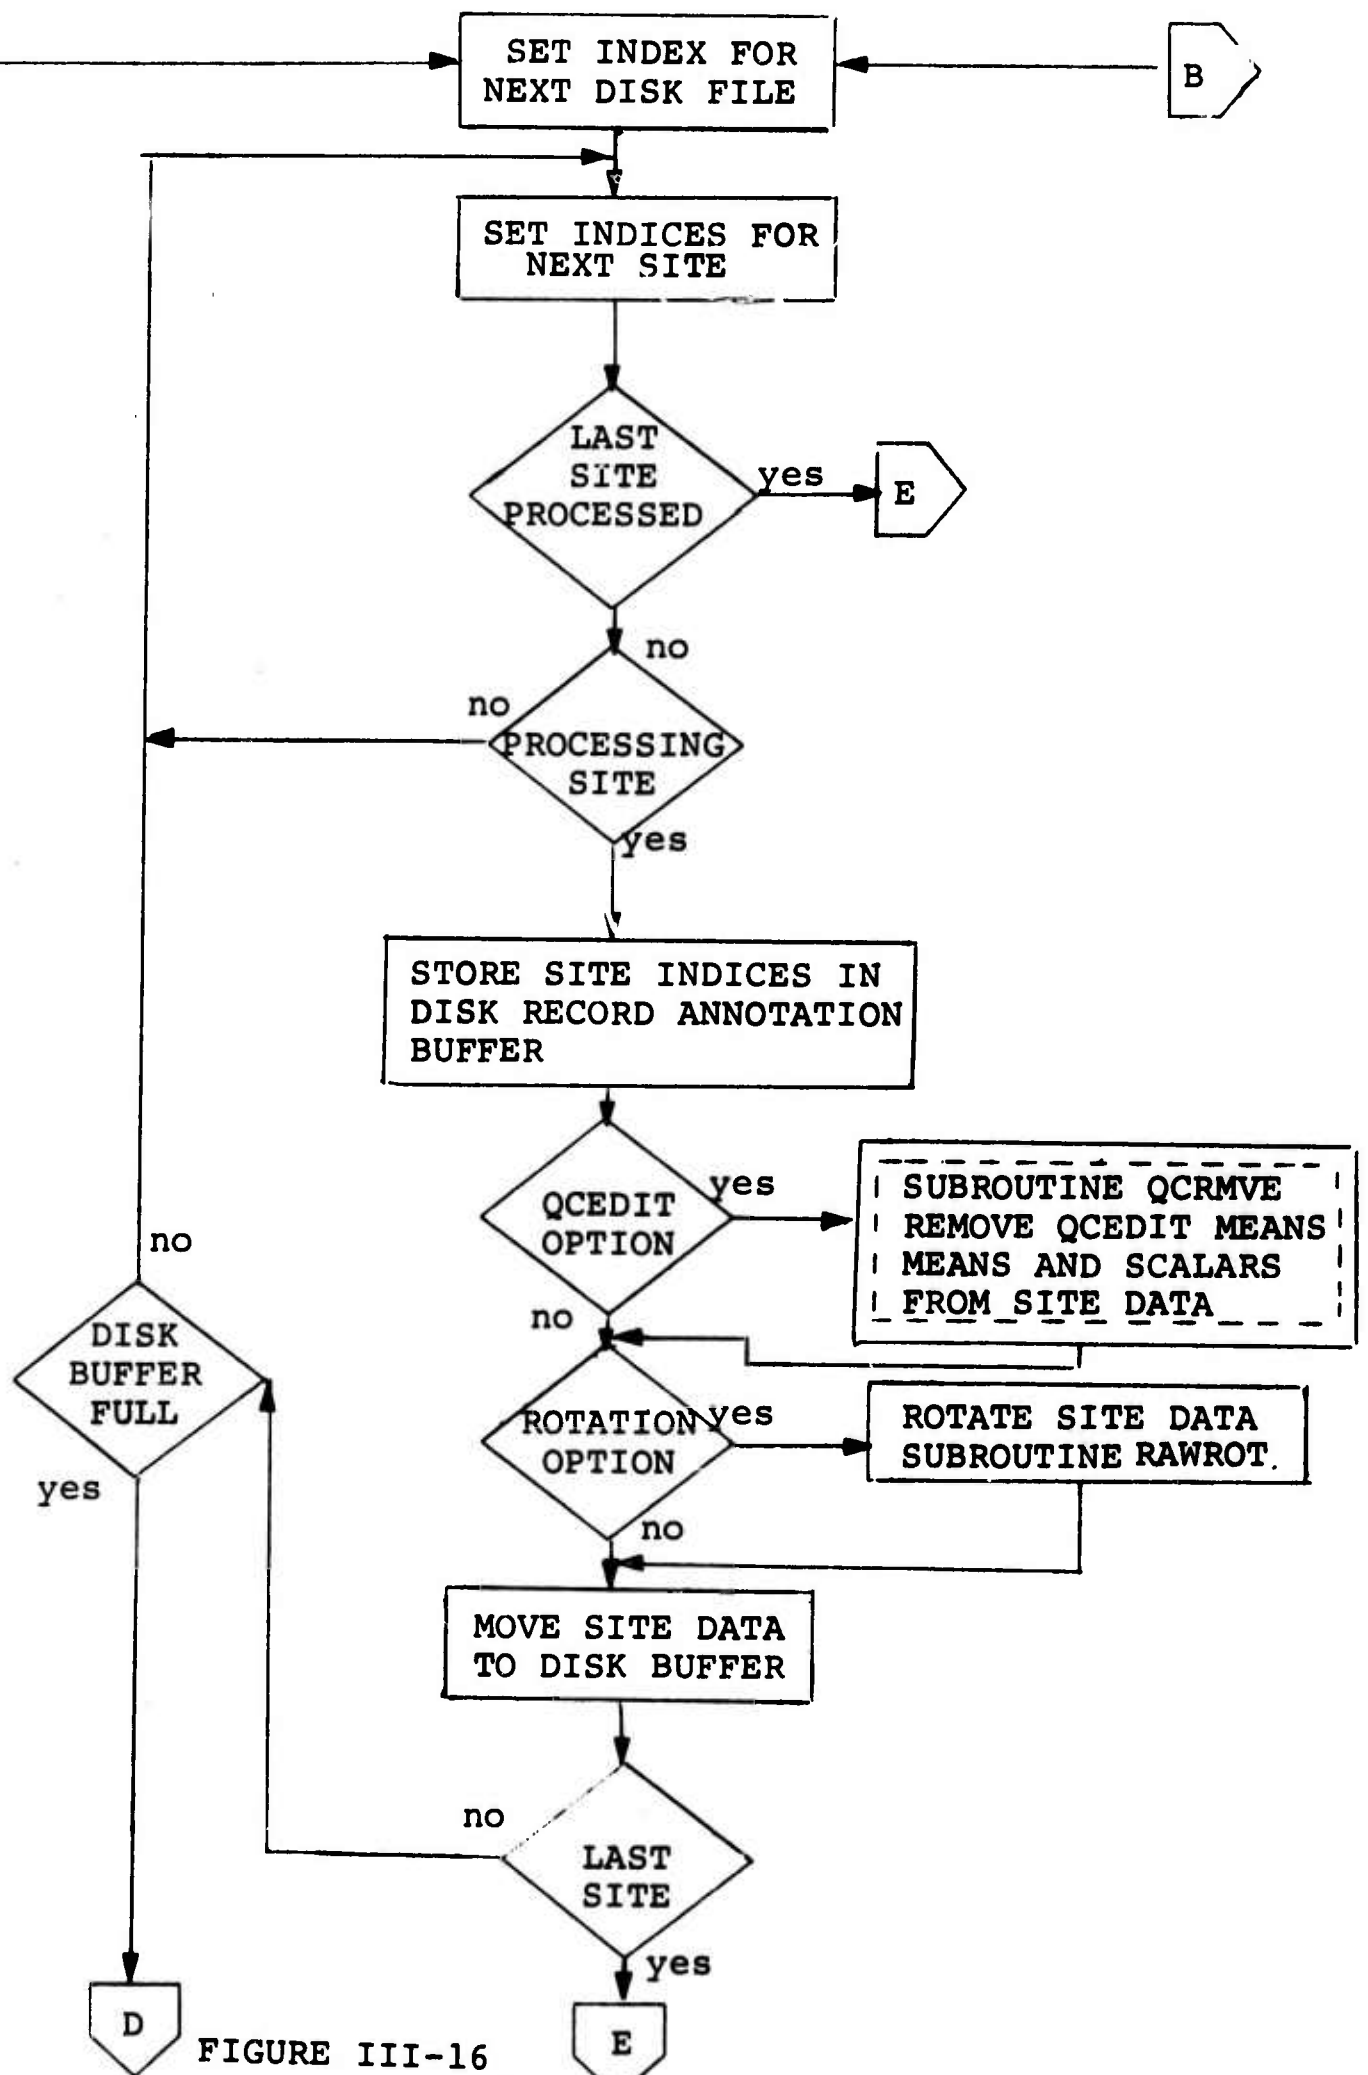 SET INDEX FOR
NEXT DISK FILE
B
SET INDICES FOR
NEXT SITE
LAST
SITE
PROCESSED
yes
E
no
no
PROCESSING
SITE
yes
STORE SITE INDICES IN
DISK RECORD ANNOTATION
BUFFER
QCEDIT
OPTION
yes
SUBROUTINE QCRMVE
REMOVE QCEDIT MEANS
MEANS AND SCALARS
FROM SITE DATA
no
no
DISK
BUFFER
FULL
yes
ROTATION
OPTION
yes
ROTATE SITE DATA
SUBROUTINE RAWROT.
no
MOVE SITE DATA
TO DISK BUFFER
no
LAST
SITE
yes
D
E
FIGURE III-16